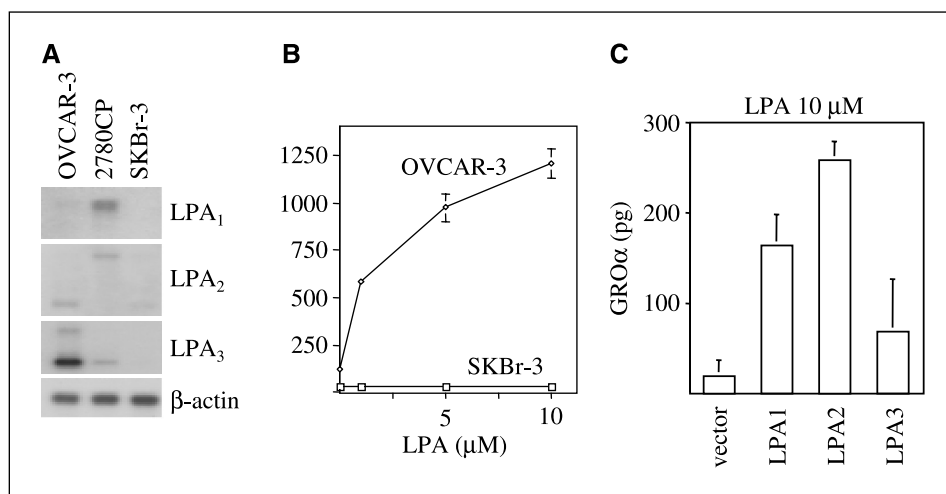 A
OVCAR-3
2780CP
SKBr-3
LPA₁
LPA₂
LPA₃
β-actin
B
1250
1000
750
500
250
OVCAR-3
SKBr-3
5
10
LPA (μM)
C
LPA 10 μM
300
200
100
GROα (pg)
vector
LPA1
LPA2
LPA3